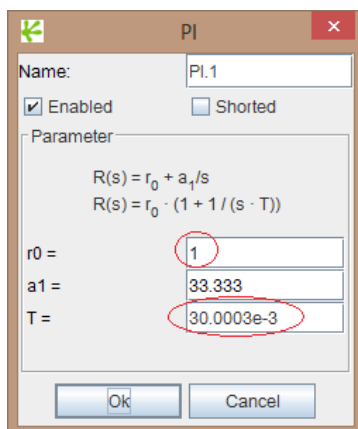 PI
Name: PI.1
Enabled Shorted
Parameter
R(s) = r0 + a1/s
R(s) = r0 · (1 + 1 / (s · T))
r0 = 1
a1 = 33.333
T = 30.0003e-3
Ok Cancel